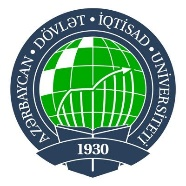 AZƏRBAYCAN • DÖVLƏT • İQTİSAD • UNİVERSİTETİ
1930